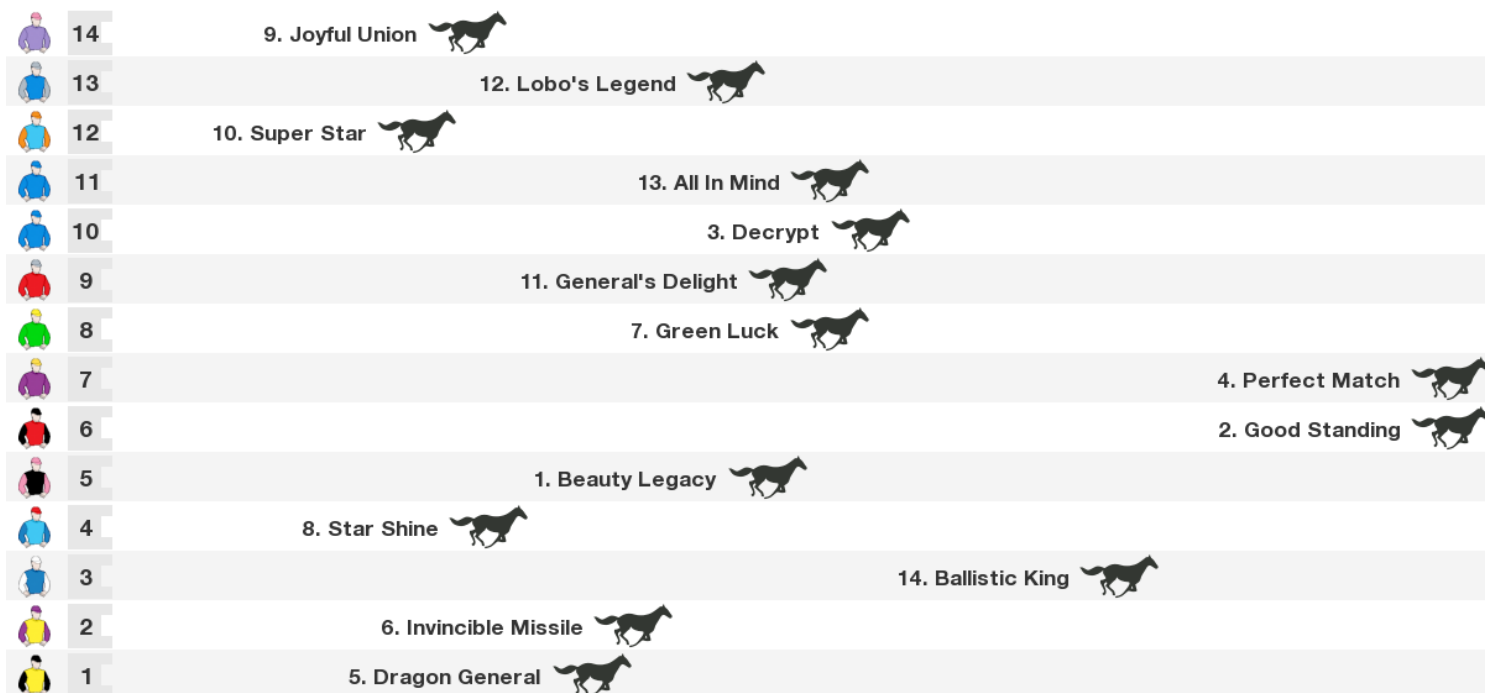 14 9. Joyful Union
13 12. Lobo's Legend
12 10. Super Star
11 13. All In Mind
10 3. Decrypt
9 11. General's Delight
8 7. Green Luck
7 4. Perfect Match
6 2. Good Standing
5 1. Beauty Legacy
4 8. Star Shine
3 14. Ballistic King
2 6. Invincible Missile
1 5. Dragon General